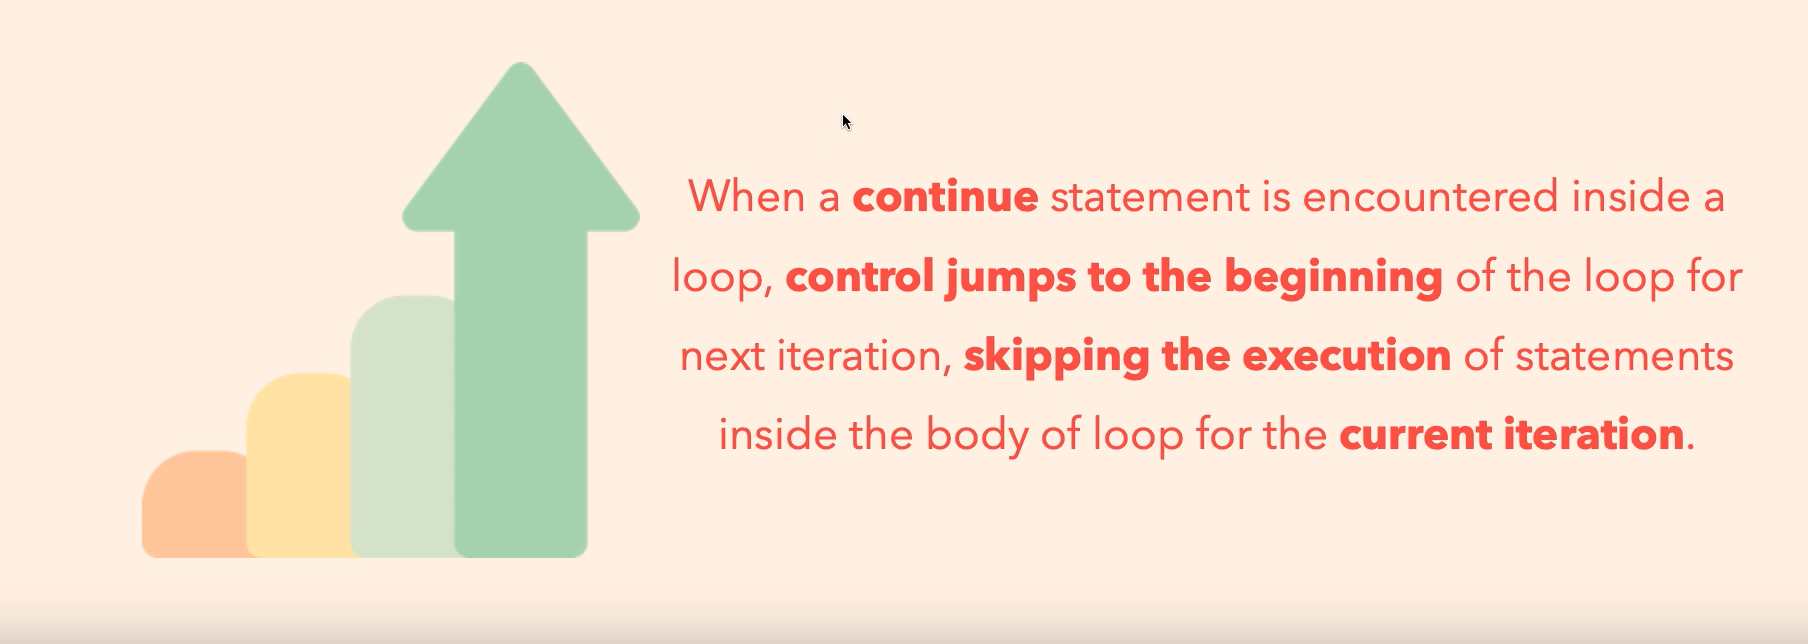 When a continue statement is encountered inside a
loop, control jumps to the beginning of the loop for
next iteration, skipping the execution of statements
inside the body of loop for the current iteration.